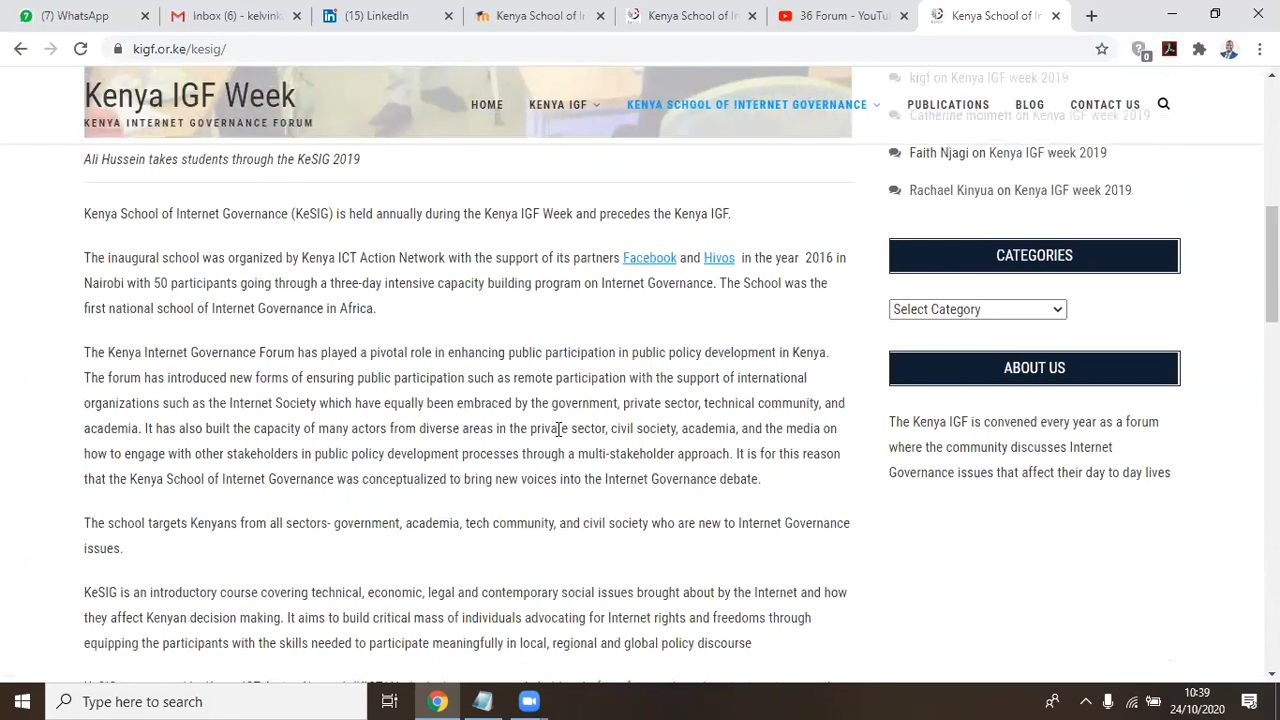 (7) WhatsApp
Inbox (6) - kelvink
(15) LinkedIn
Kenya School of I
Kenya School of I
36 Forum - YouTu
Kenya School of In
kigf.or.ke/kesig/
0
kigf on Kenya IGF week 2019
Kenya IGF Week
KENYA INTERNET GOVERNANCE FORUM
HOME KENYA IGF KENYA SCHOOL OF INTERNET GOVERNANCE PUBLICATIONS BLOG CONTACT US
on Kenya IGF week 2019
Ali Hussein takes students through the KeSIG 2019
Kenya School of Internet Governance (KeSIG) is held annually during the Kenya IGF Week and precedes the Kenya IGF.
The inaugural school was organized by Kenya ICT Action Network with the support of its partners Facebook and Hivos in the year 2016 in
Nairobi with 50 participants going through a three-day intensive capacity building program on Internet Governance. The School was the
first national school of Internet Governance in Africa.
The Kenya Internet Governance Forum has played a pivotal role in enhancing public participation in public policy development in Kenya.
The forum has introduced new forms of ensuring public participation such as remote participation with the support of international
organizations such as the Internet Society which have equally been embraced by the government, private sector, technical community, and
academia. It has also built the capacity of many actors from diverse areas in the private sector, civil society, academia, and the media on
how to engage with other stakeholders in public policy development processes through a multi-stakeholder approach. It is for this reason
that the Kenya School of Internet Governance was conceptualized to bring new voices into the Internet Governance debate.
The school targets Kenyans from all sectors- government, academia, tech community, and civil society who are new to Internet Governance
issues.
KeSIG is an introductory course covering technical, economic, legal and contemporary social issues brought about by the Internet and how
they affect Kenyan decision making. It aims to build critical mass of individuals advocating for Internet rights and freedoms through
equipping the participants with the skills needed to participate meaningfully in local, regional and global policy discourse
Faith Njagi on Kenya IGF week 2019
Rachael Kinyua on Kenya IGF week 2019
CATEGORIES
Select Category
ABOUT US
The Kenya IGF is convened every year as a forum
where the community discusses Internet
Governance issues that affect their day to day lives
Type here to search
10:39
24/10/2020